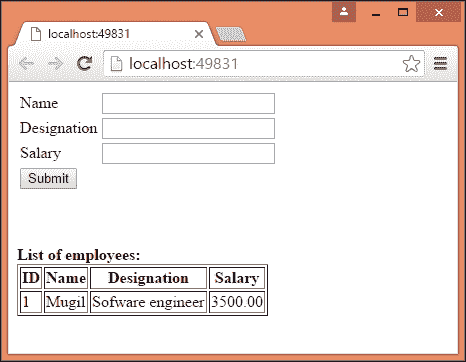 localhost:49831
localhost:49831
Name
Designation
Salary
Submit
List of employees:
ID Name Designation Salary
1 Mugil Sofware engineer 3500.00